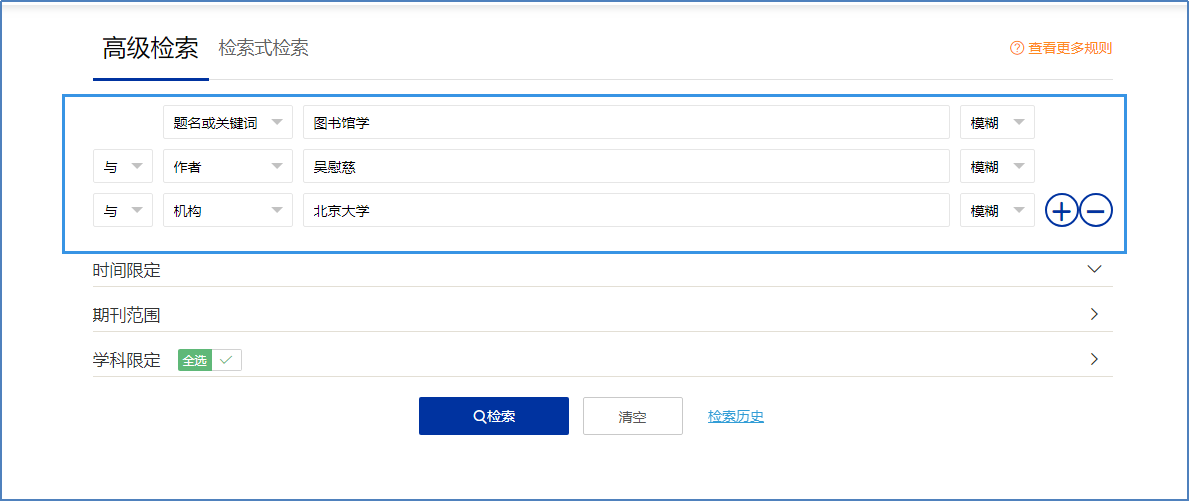 高级检索 检索式检索 查看更多规则
题名或关键词 图书馆学 模糊
与 作者 吴慰慈 模糊
与 机构 北京大学 模糊
时间限定
期刊范围
学科限定 全选
检索 清空 检索历史